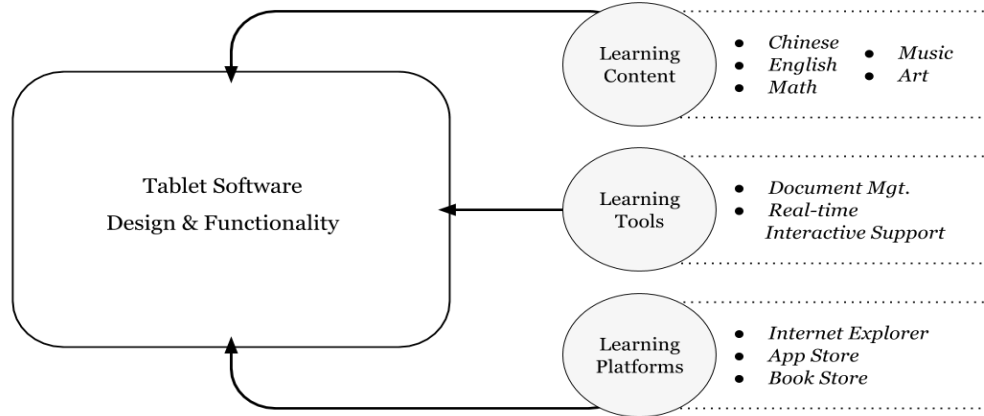 Tablet Software
Design & Functionality
Learning
Content
● Chinese
● English
● Math
● Music
● Art
Learning
Tools
● Document Mgt.
● Real-time
Interactive Support
Learning
Platforms
● Internet Explorer
● App Store
● Book Store